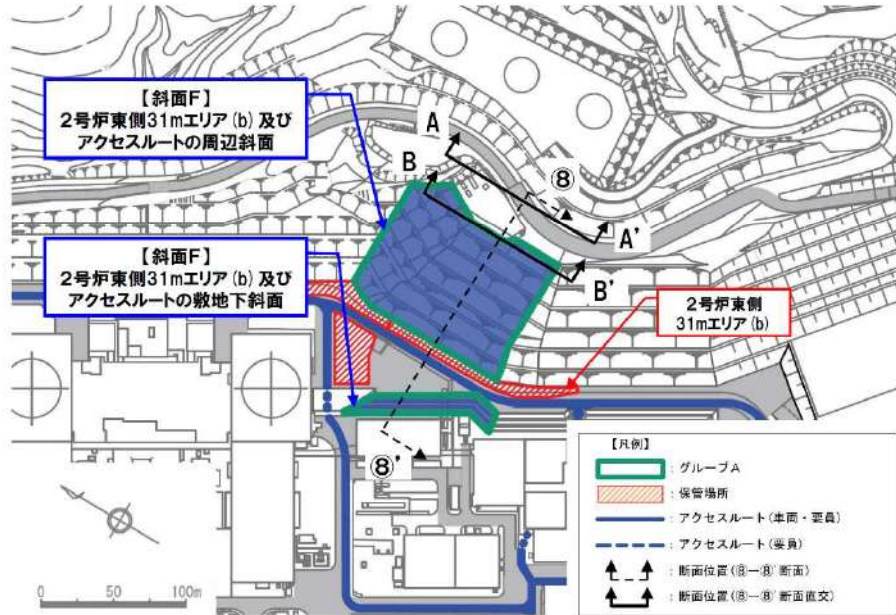 【斜面F】
2号炉東側31mエリア(b)及び
アクセスルートの周辺斜面
A
B
⑧
A'
B'
【斜面F】
2号炉東側31mエリア(b)及び
アクセスルートの敷地下斜面
2号炉東側
31mエリア(b)
⑧'
【凡例】
：グループA
：保管場所
：アクセスルート(車両・要員)
：アクセスルート(要員)
：断面位置(⑧－⑧'断面)
：断面位置(⑧－⑧'断面直交)
0 50 100m